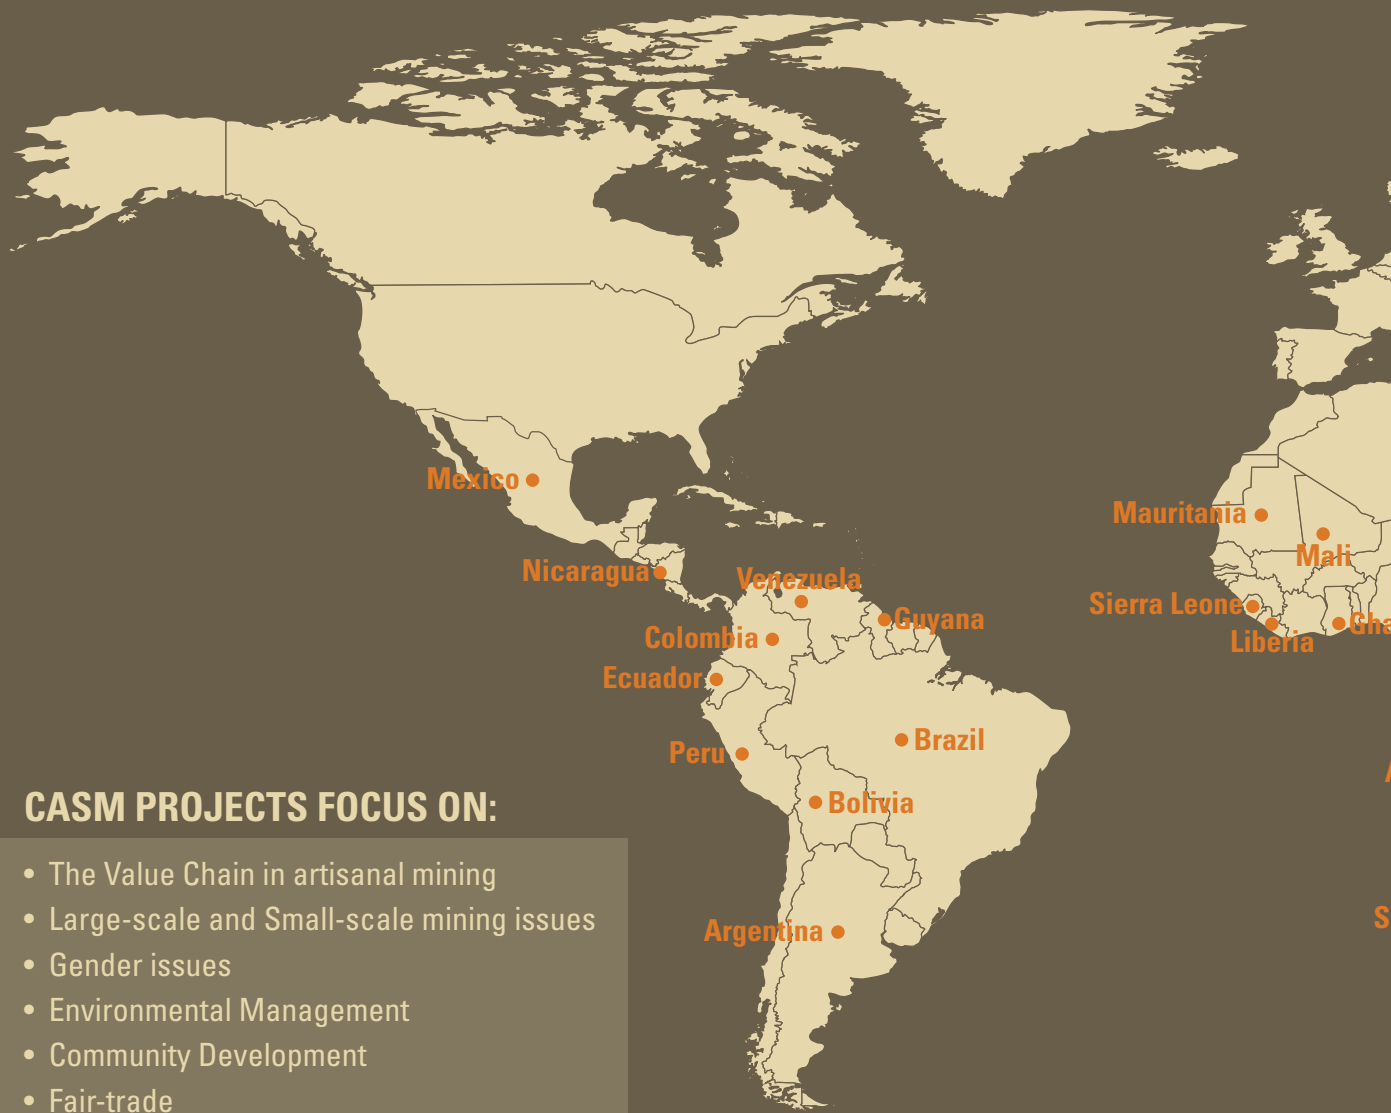 Mexico
Mauritania
Mali
Nicaragua
Venezuela
Sierra Leone
Guyana
Gha
Liberia
Colombia
Ecuador
Brazil
Peru
Bolivia
CASM PROJECTS FOCUS ON:
• The Value Chain in artisanal mining
• Large-scale and Small-scale mining issues
S
Argentina
• Gender issues
• Environmental Management
• Community Development
• Fair-trade